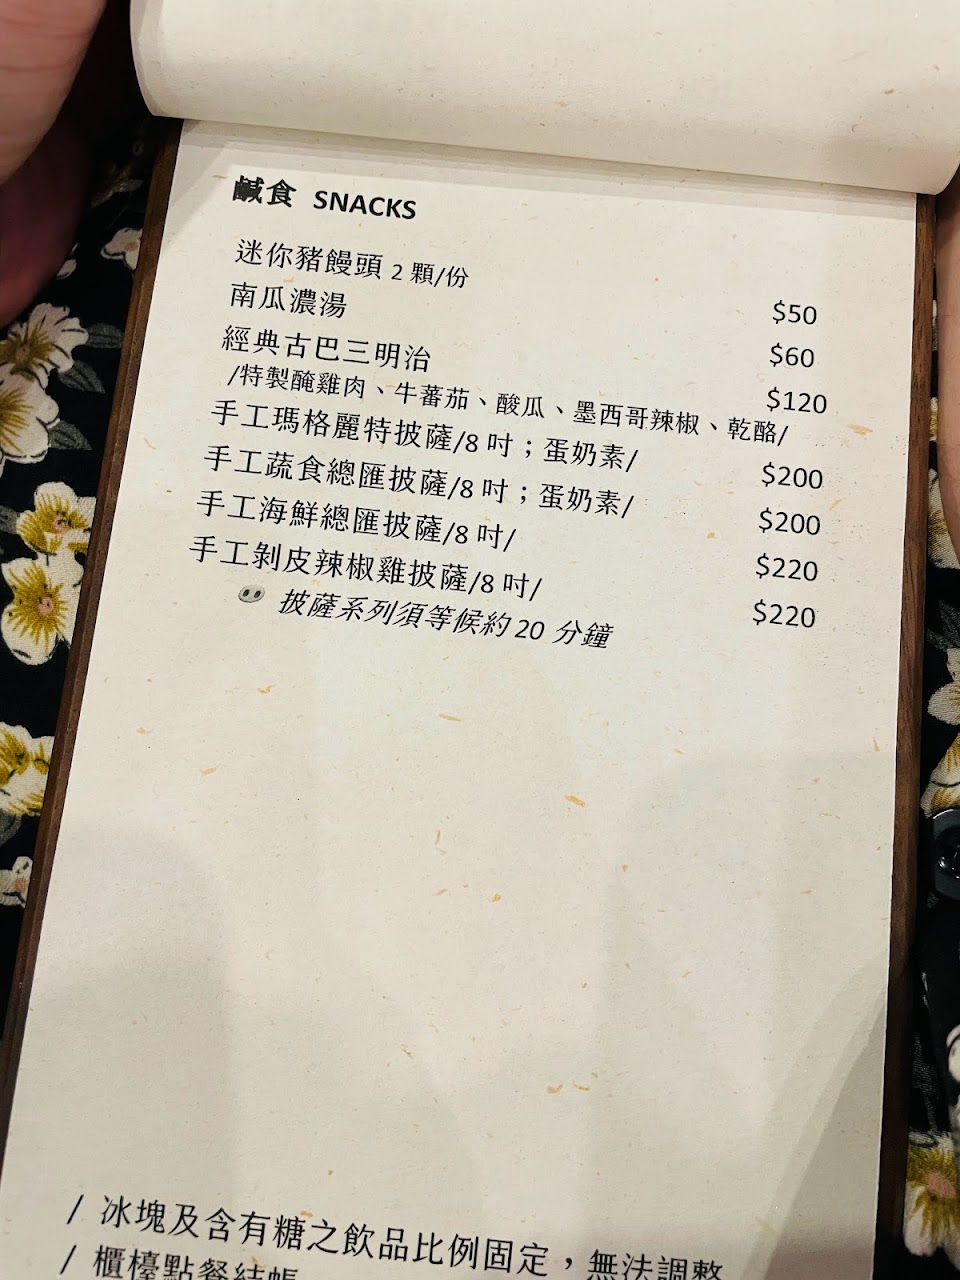 鹹食 SNACKS
迷你豬饅頭 2 顆/份 $50
南瓜濃湯 $60
經典古巴三明治 $120
/特製醃雞肉、牛蕃茄、酸瓜、墨西哥辣椒、乾酪/
手工瑪格麗特披薩/8 吋；蛋奶素/ $200
手工蔬食總匯披薩/8 吋；蛋奶素/ $200
手工海鮮總匯披薩/8 吋/ $220
手工剝皮辣椒雞披薩/8 吋/ $220
披薩系列須等候約 20 分鐘
/ 冰塊及含有糖之飲品比例固定，無法調整
/ 櫃檯點餐結帳